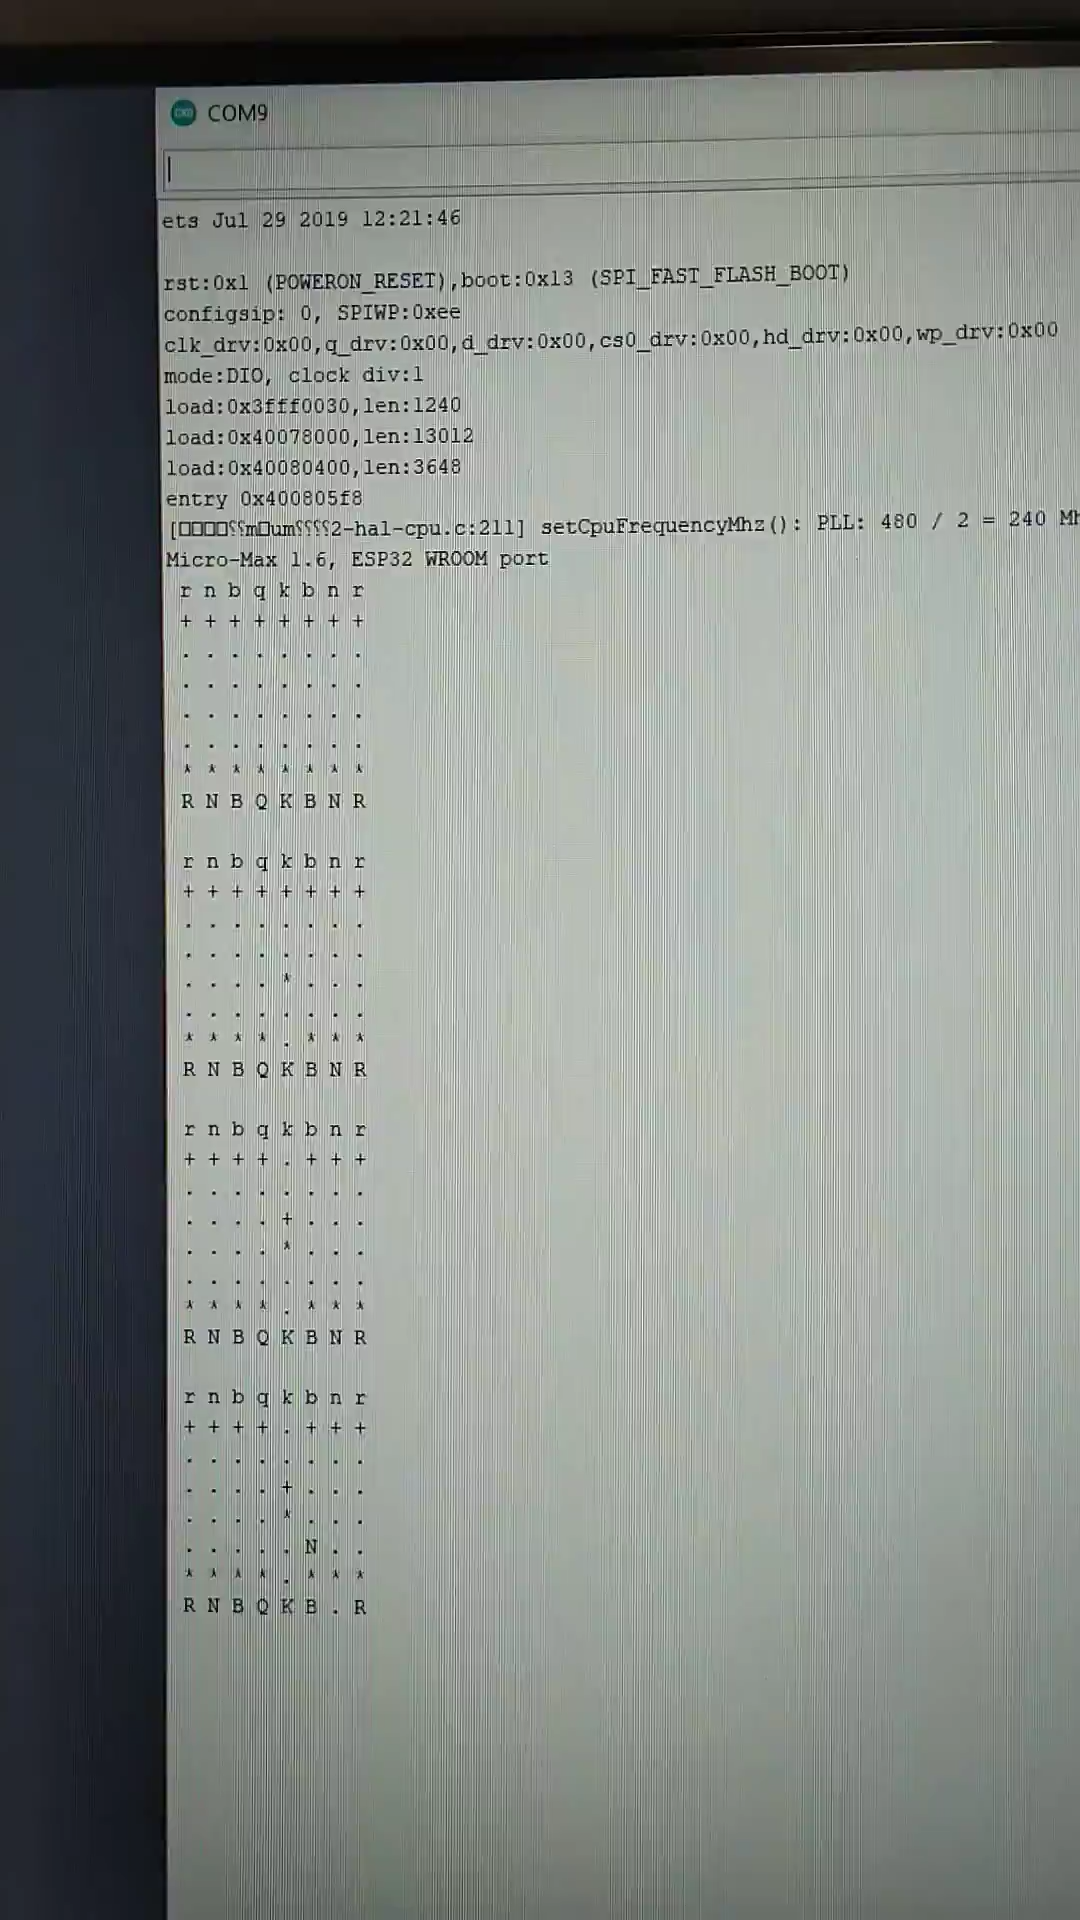 COM9
ets Jul 29 2019 12:21:46
rst:0x1 (POWERON_RESET),boot:0x13 (SPI_FAST_FLASH_BOOT)
configsip: 0, SPIWP:0xee
clk_drv:0x00,q_drv:0x00,d_drv:0x00,cs0_drv:0x00,hd_drv:0x00,wp_drv:0x00
mode:DIO, clock div:1
load:0x3fff0030,len:1240
load:0x40078000,len:13012
load:0x40080400,len:3648
entry 0x400805f8
[□□□□⸮⸮m□um⸮⸮⸮⸮2-hal-cpu.c:211] setCpuFrequencyMhz(): PLL: 480 / 2 = 240 Mh
Micro-Max 1.6, ESP32 WROOM port
r n b q k b n r
+ + + + + + + +
. . . . . . . .
. . . . . . . .
. . . . . . . .
. . . . . . . .
* * * * * * * *
R N B Q K B N R
r n b q k b n r
+ + + + + + + +
. . . . . . . .
. . . . . . . .
. . . . * . . .
. . . . . . . .
* * * * . * * *
R N B Q K B N R
r n b q k b n r
+ + + + . + + +
. . . . . . . .
. . . . + . . .
. . . . * . . .
. . . . . . . .
* * * * . * * *
R N B Q K B N R
r n b q k b n r
+ + + + . + + +
. . . . . . . .
. . . . + . . .
. . . . * . . .
. . . . . N . .
* * * * . * * *
R N B Q K B . R